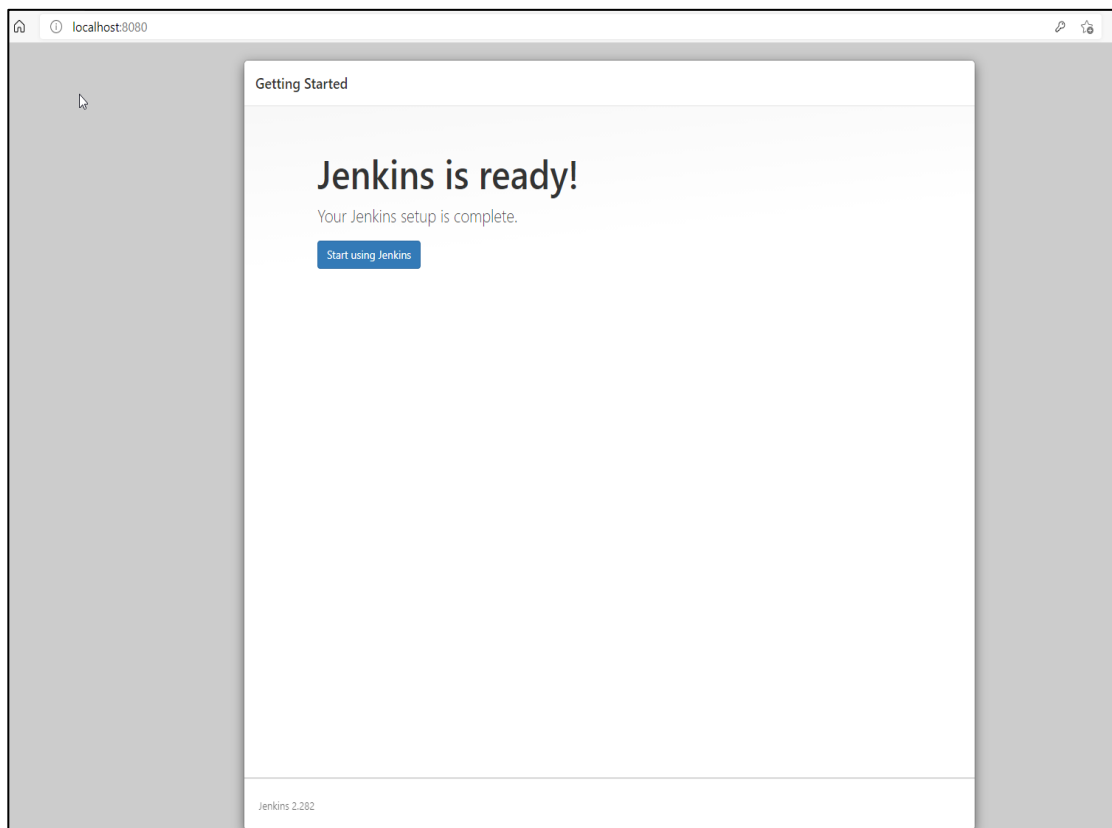 localhost:8080
Getting Started
Jenkins is ready!
Your Jenkins setup is complete.
Start using Jenkins
Jenkins 2.282